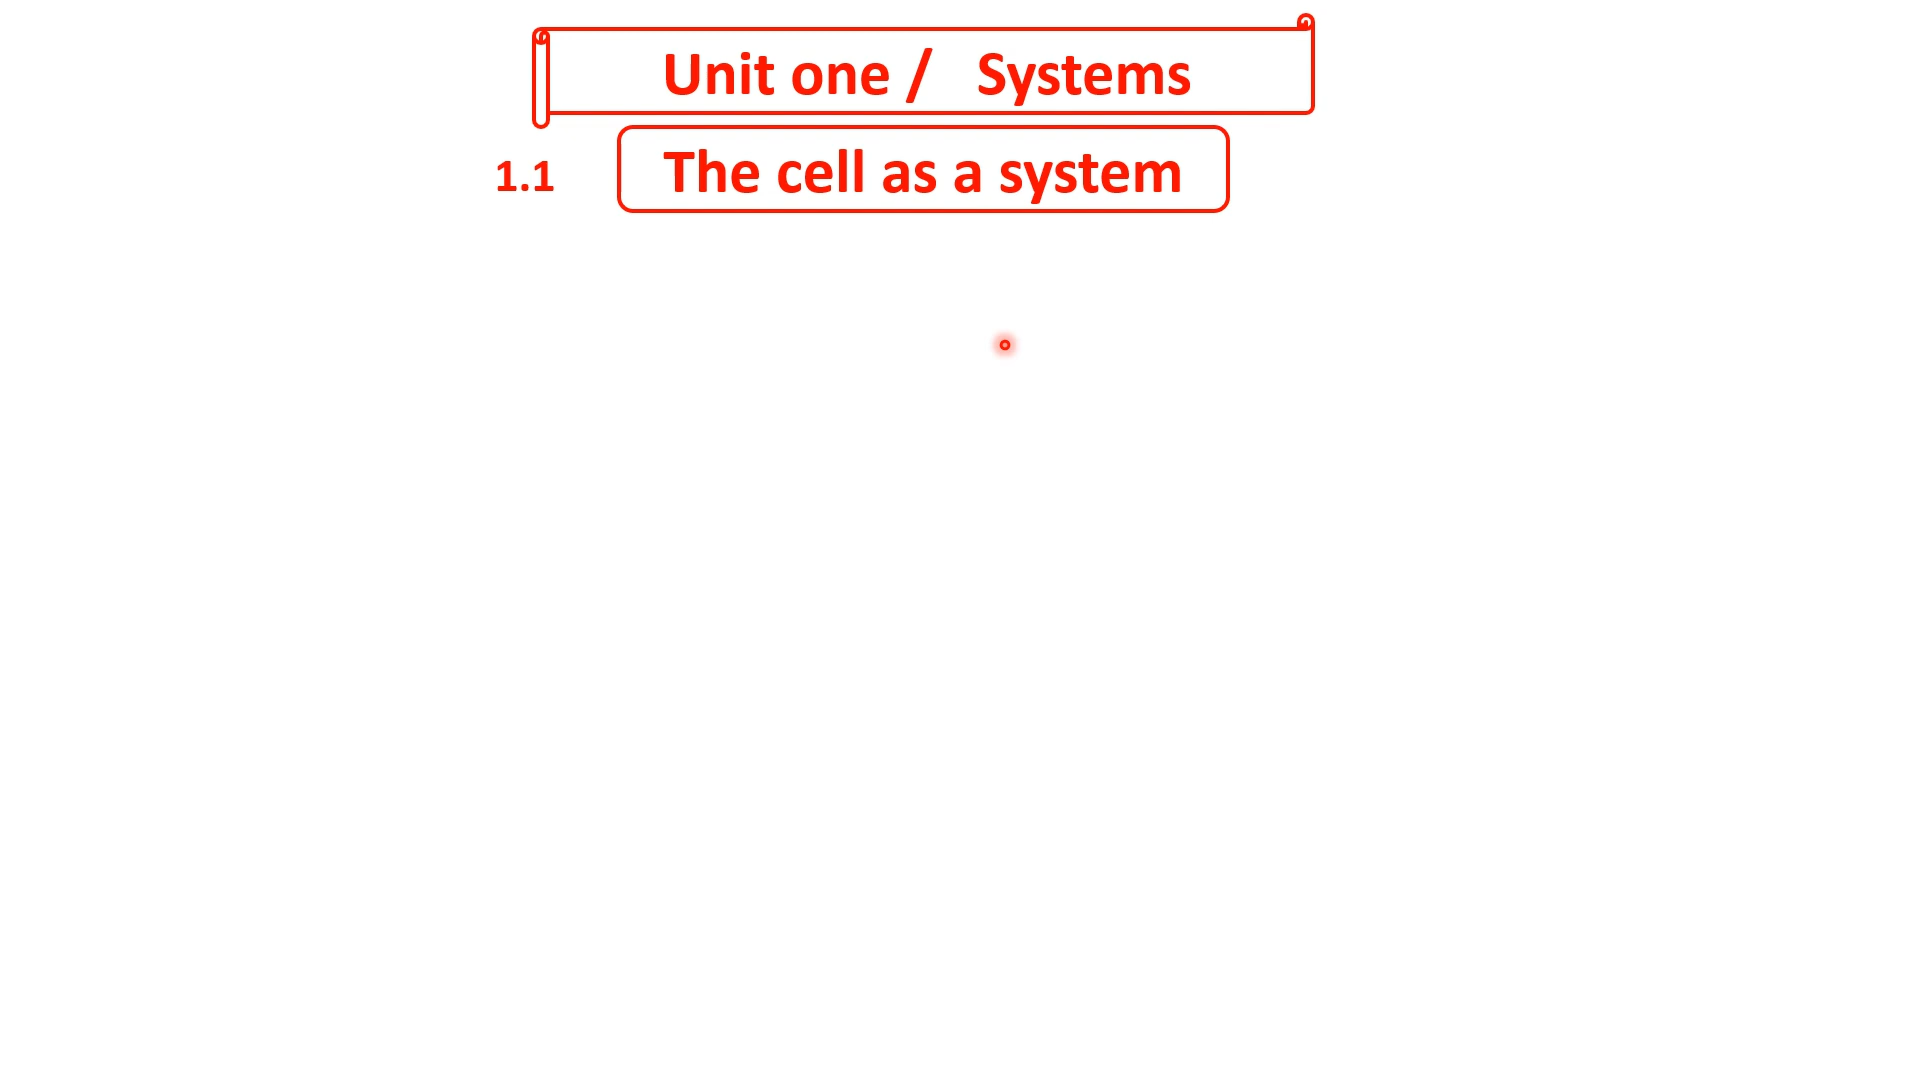 Unit one / Systems
1.1 The cell as a system